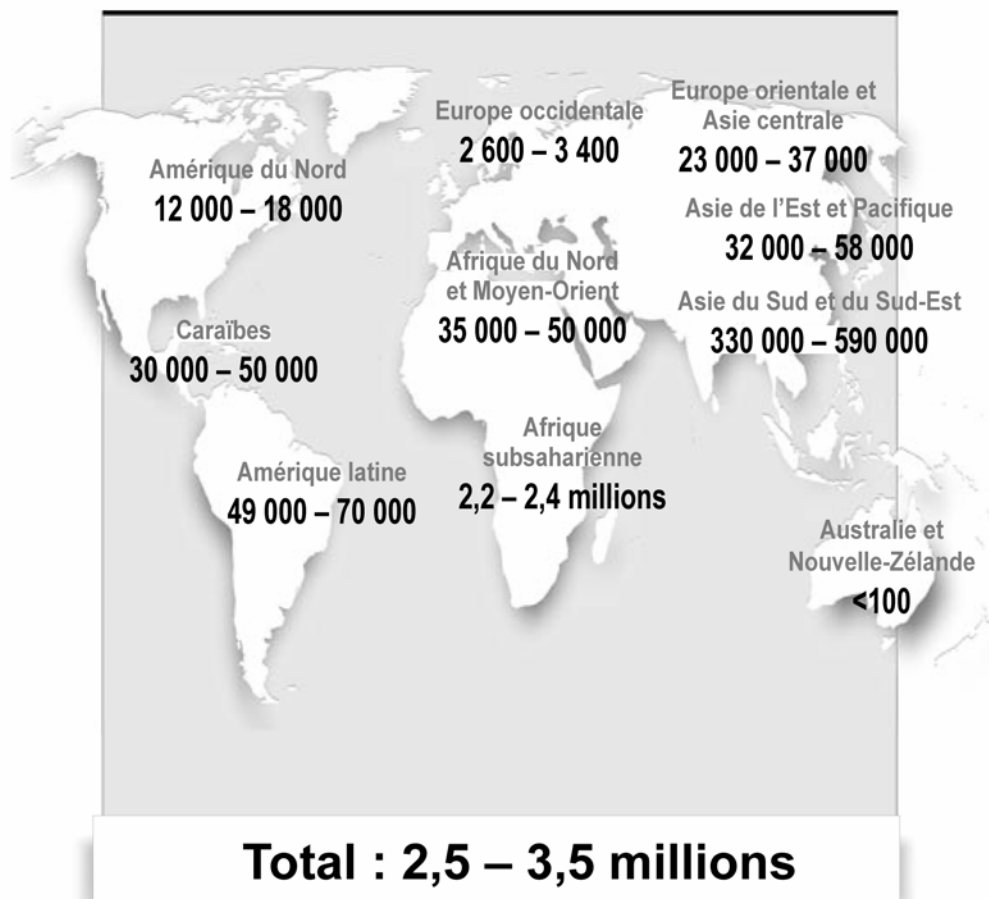 Europe orientale et
Asie centrale
23 000 – 37 000
Europe occidentale
2 600 – 3 400
Amérique du Nord
12 000 – 18 000
Asie de l’Est et Pacifique
32 000 – 58 000
Afrique du Nord
et Moyen-Orient
35 000 – 50 000
Asie du Sud et du Sud-Est
330 000 – 590 000
Caraïbes
30 000 – 50 000
Afrique
subsaharienne
2,2 – 2,4 millions
Amérique latine
49 000 – 70 000
Australie et
Nouvelle-Zélande
<100
Total : 2,5 – 3,5 millions